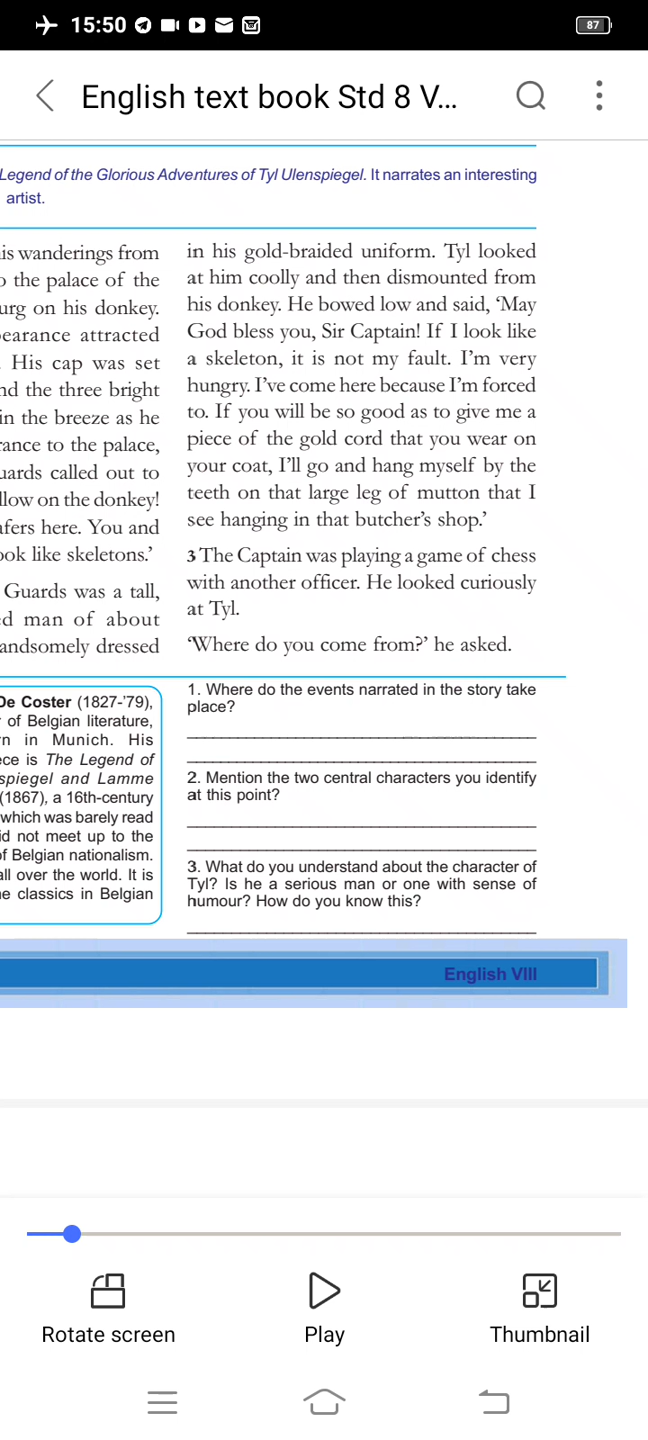 15:50
87
English text book Std 8 V...
Legend of the Glorious Adventures of Tyl Ulenspiegel. It narrates an interesting
artist.
is wanderings from
o the palace of the
urg on his donkey.
earance attracted
. His cap was set
nd the three bright
in the breeze as he
rance to the palace,
uards called out to
llow on the donkey!
afers here. You and
ook like skeletons.’
Guards was a tall,
ed man of about
andsomely dressed
in his gold-braided uniform. Tyl looked
at him coolly and then dismounted from
his donkey. He bowed low and said, ‘May
God bless you, Sir Captain! If I look like
a skeleton, it is not my fault. I’m very
hungry. I’ve come here because I’m forced
to. If you will be so good as to give me a
piece of the gold cord that you wear on
your coat, I’ll go and hang myself by the
teeth on that large leg of mutton that I
see hanging in that butcher’s shop.’
3 The Captain was playing a game of chess
with another officer. He looked curiously
at Tyl.
‘Where do you come from?’ he asked.
De Coster (1827-’79),
of Belgian literature,
n in Munich. His
ece is The Legend of
spiegel and Lamme
(1867), a 16th-century
which was barely read
id not meet up to the
of Belgian nationalism.
all over the world. It is
e classics in Belgian
1. Where do the events narrated in the story take
place?
2. Mention the two central characters you identify
at this point?
3. What do you understand about the character of
Tyl? Is he a serious man or one with sense of
humour? How do you know this?
English VIII
Rotate screen
Play
Thumbnail